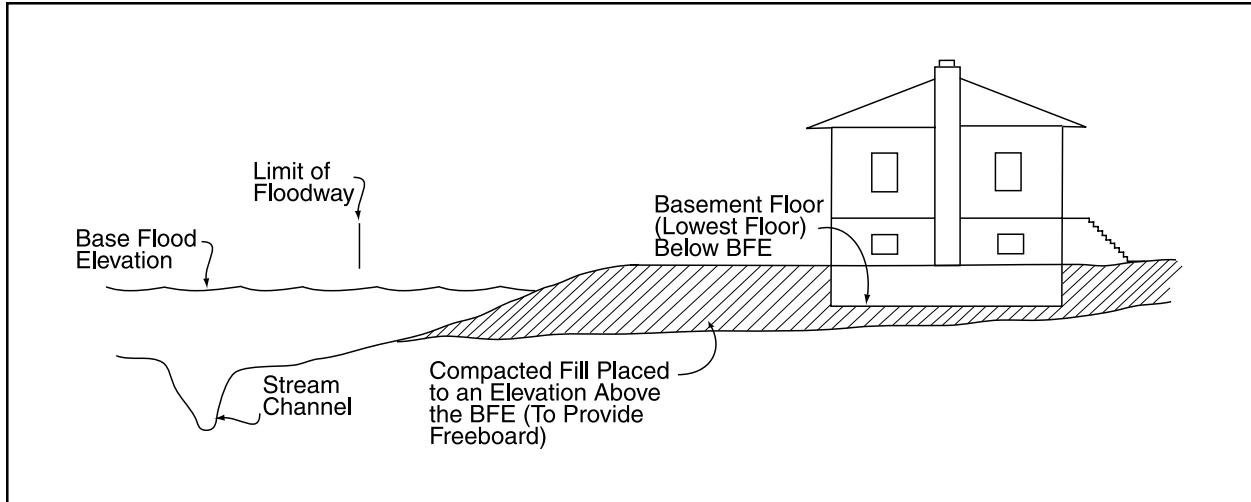 Limit of
Floodway
Base Flood
Elevation
Basement Floor
(Lowest Floor)
Below BFE
Stream
Channel
Compacted Fill Placed
to an Elevation Above
the BFE (To Provide
Freeboard)